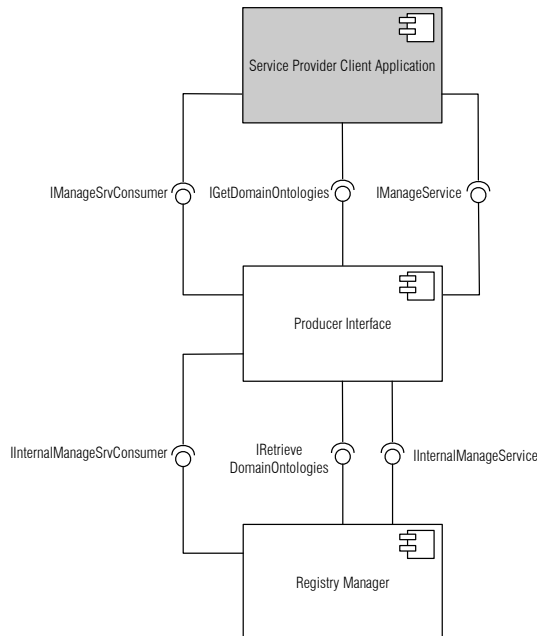 Service Provider Client Application
IManageSrvConsumer
IGetDomainOntologies
IManageService
Producer Interface
IInternalManageSrvConsumer
IRetrieve
DomainOntologies
IInternalManageService
Registry Manager